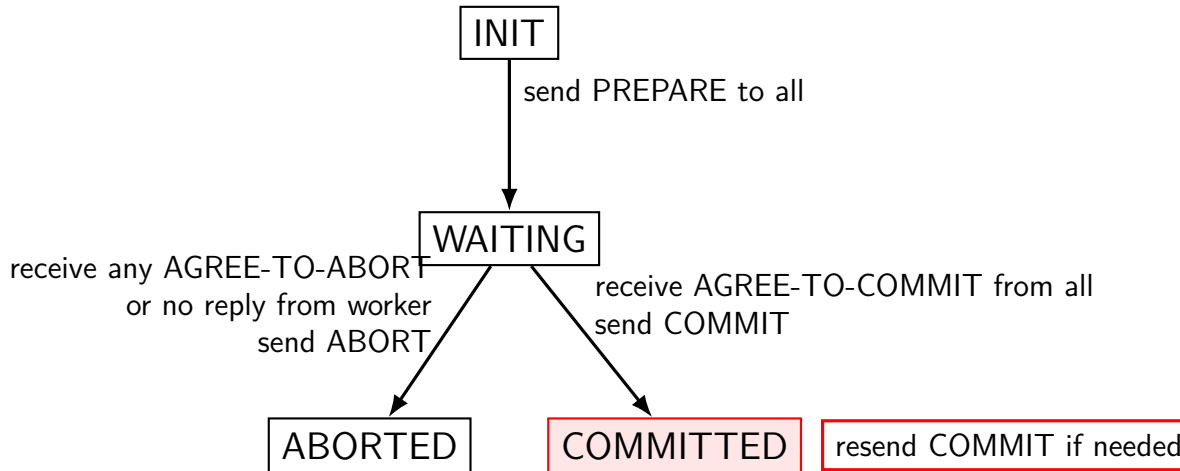 INIT
send PREPARE to all
WAITING
receive any AGREE-TO-ABORT
or no reply from worker
send ABORT
receive AGREE-TO-COMMIT from all
send COMMIT
ABORTED
COMMITTED
resend COMMIT if needed